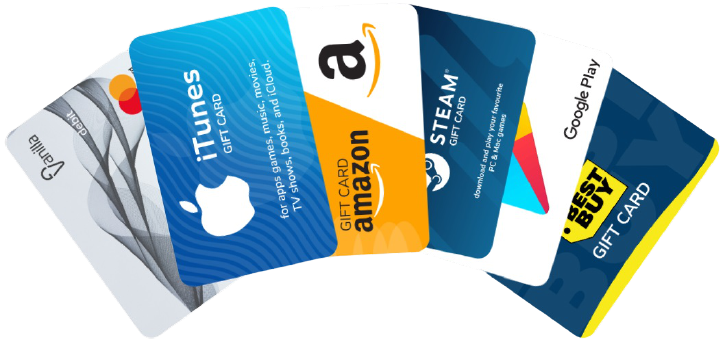 Vanilla
debit
iTunes
GIFT CARD
for apps games, music, movies,
TV shows, books, and iCloud.
a
GIFT CARD
amazon
STEAM®
GIFT CARD
download and play your favourite
PC & Mac games
Google Play
BEST
BUY
GIFT CARD